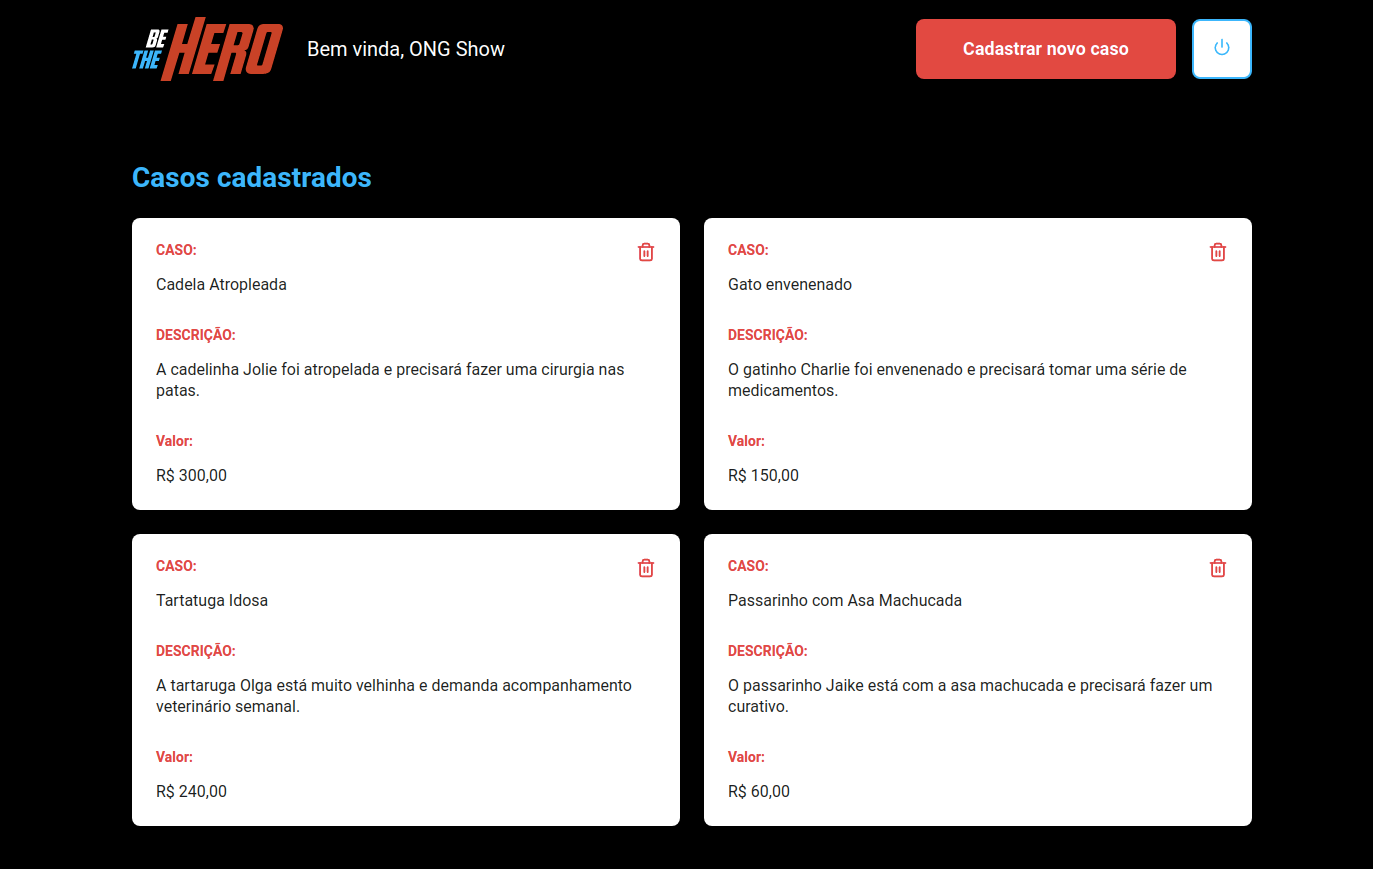 BE
THE HERO
Bem vinda, ONG Show
Cadastrar novo caso
Casos cadastrados
CASO:
Cadela Atropleada
DESCRIÇÃO:
A cadelinha Jolie foi atropelada e precisará fazer uma cirurgia nas
patas.
Valor:
R$ 300,00
CASO:
Gato envenenado
DESCRIÇÃO:
O gatinho Charlie foi envenenado e precisará tomar uma série de
medicamentos.
Valor:
R$ 150,00
CASO:
Tartatuga Idosa
DESCRIÇÃO:
A tartaruga Olga está muito velhinha e demanda acompanhamento
veterinário semanal.
Valor:
R$ 240,00
CASO:
Passarinho com Asa Machucada
DESCRIÇÃO:
O passarinho Jaike está com a asa machucada e precisará fazer um
curativo.
Valor:
R$ 60,00